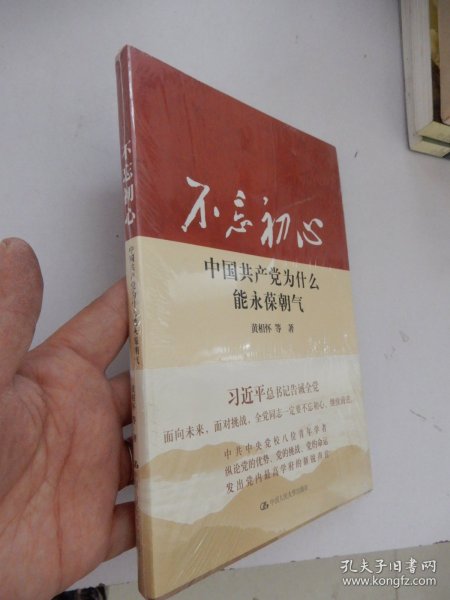 不忘初心
中国共产党为什么
能永葆朝气
黄相怀 等 著
习近平总书记告诫全党
面向未来,面对挑战,全党同志一定要不忘初心、继续前进。
中共中央党校八位青年学者
纵论党的优势、党的挑战、党的命运
发出党内最高学府的新锐声音
中国人民大学出版社
不忘初心
中国共产党为什么能永葆朝气
孔夫子旧书网
www.kongfz.com